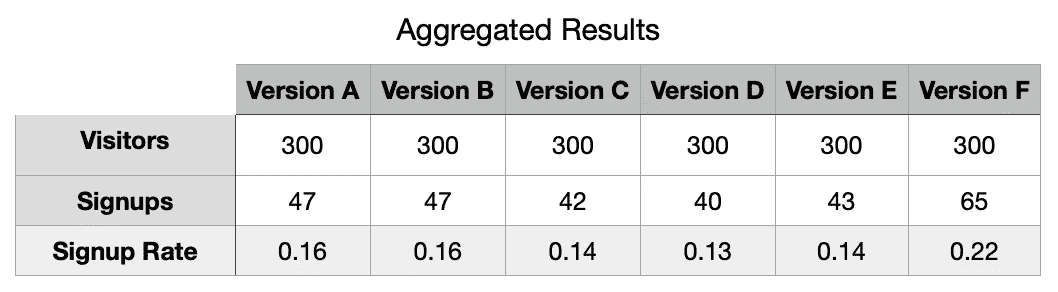 Aggregated Results
Version A Version B Version C Version D Version E Version F
Visitors 300 300 300 300 300 300
Signups 47 47 42 40 43 65
Signup Rate 0.16 0.16 0.14 0.13 0.14 0.22